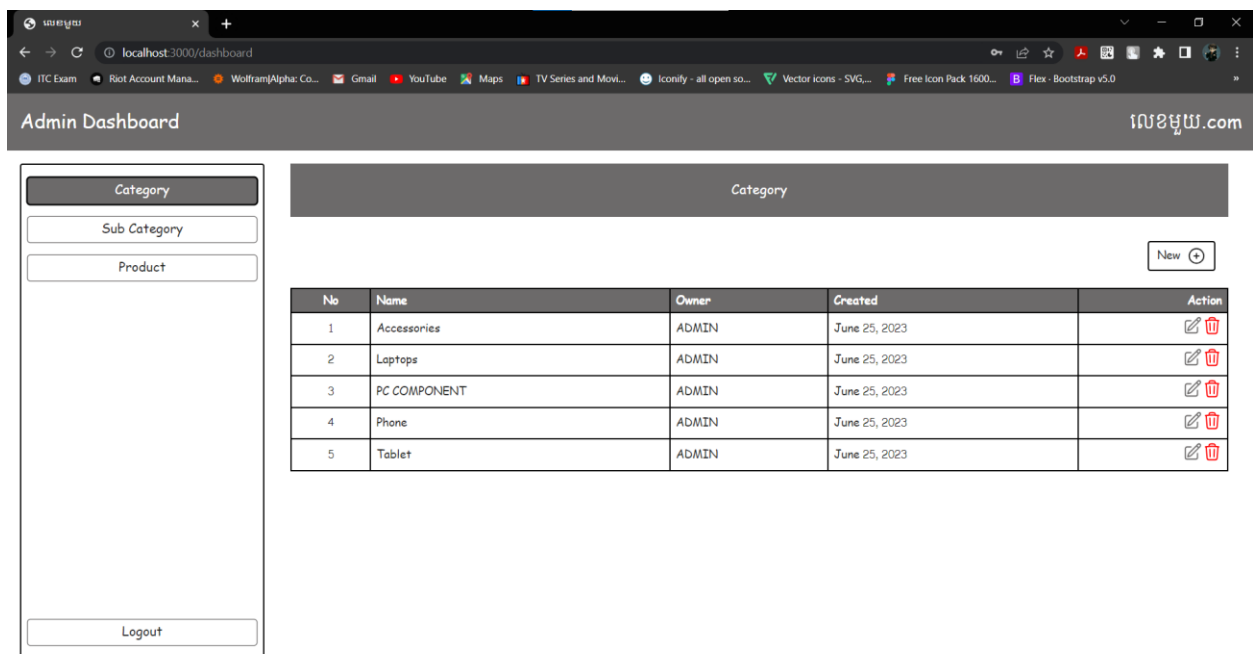 លេខមួយ
localhost:3000/dashboard
ITC Exam Riot Account Mana... Wolfram|Alpha: Co... Gmail YouTube Maps TV Series and Movi... Iconify - all open so... Vector icons - SVG,... Free Icon Pack 1600... Flex · Bootstrap v5.0 »
Admin Dashboard លេខមួយ.com
Category
Sub Category
Product
Logout
Category
New
No Name Owner Created Action
1 Accessories ADMIN June 25, 2023
2 Laptops ADMIN June 25, 2023
3 PC COMPONENT ADMIN June 25, 2023
4 Phone ADMIN June 25, 2023
5 Tablet ADMIN June 25, 2023